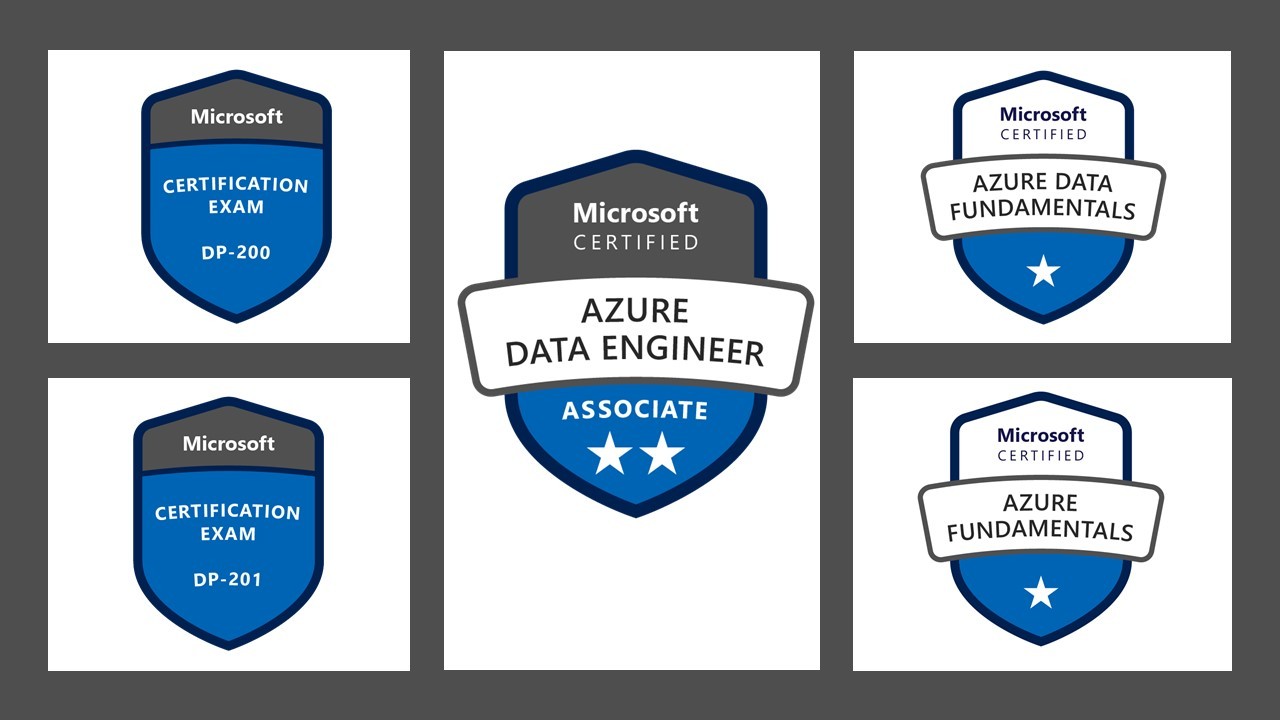 Microsoft
CERTIFICATION
EXAM
DP-200
Microsoft
CERTIFICATION
EXAM
DP-201
Microsoft
CERTIFIED
AZURE
DATA ENGINEER
ASSOCIATE
Microsoft
CERTIFIED
AZURE DATA
FUNDAMENTALS
Microsoft
CERTIFIED
AZURE
FUNDAMENTALS